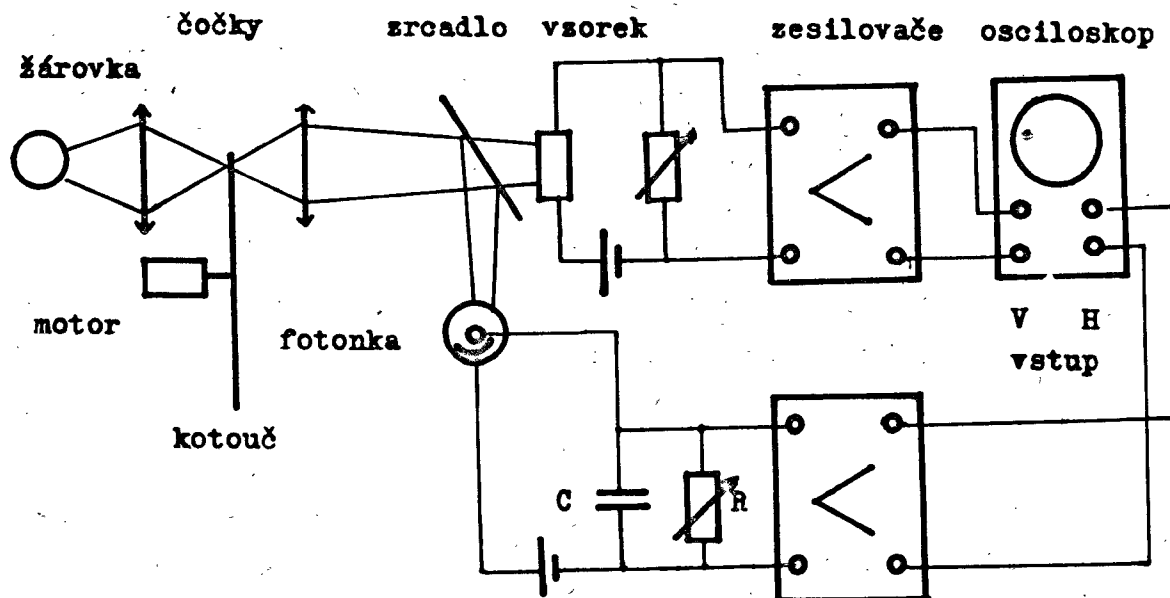 čočky
zrcadlo vzorek
zesilovače
osciloskop
žárovka
motor
fotonka
kotouč
V H
vstup
C
R